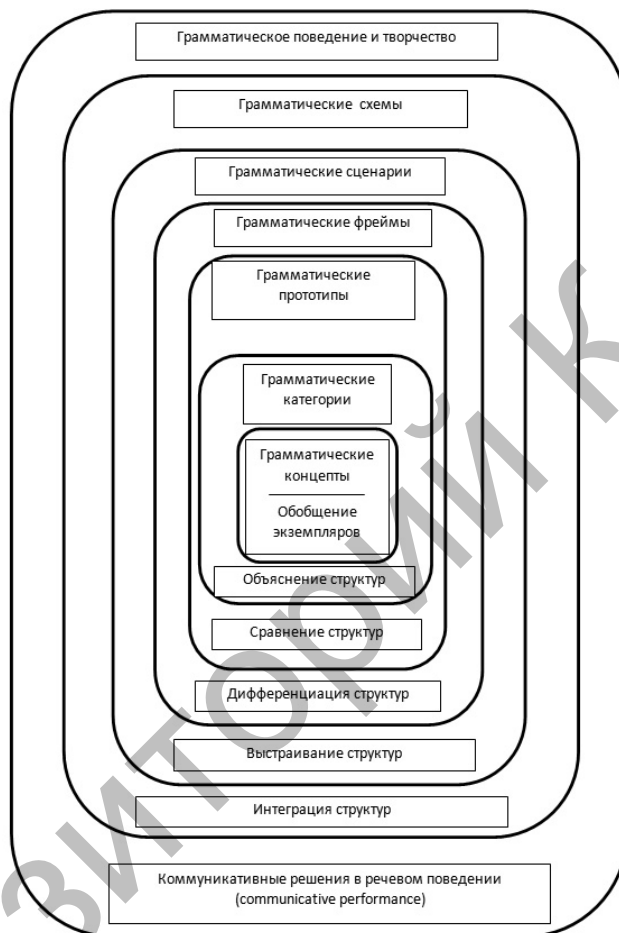 Грамматическое поведение и творчество
Грамматические схемы
Грамматические сценарии
Грамматические фреймы
Грамматические
прототипы
Грамматические
категории
Грамматические
концепты
Обобщение
экземпляров
Объяснение структур
Сравнение структур
Дифференциация структур
Выстраивание структур
Интеграция структур
Коммуникативные решения в речевом поведении
(communicative performance)
зиторий К